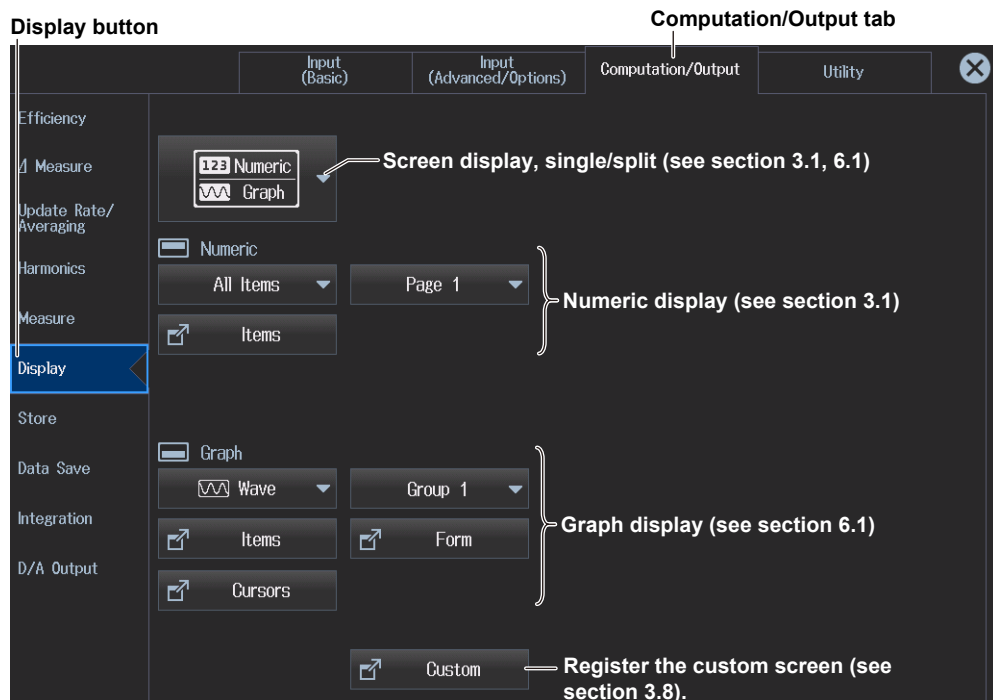 Display button
Computation/Output tab
Input
(Basic)
Input
(Advanced/Options)
Computation/Output
Utility
Efficiency
Δ Measure
Update Rate/
Averaging
Harmonics
Measure
Display
Store
Data Save
Integration
D/A Output
123 Numeric
Graph
Screen display, single/split (see section 3.1, 6.1)
Numeric
All Items
Page 1
Items
Numeric display (see section 3.1)
Graph
Wave
Group 1
Items
Form
Cursors
Graph display (see section 6.1)
Custom
Register the custom screen (see
section 3.8).